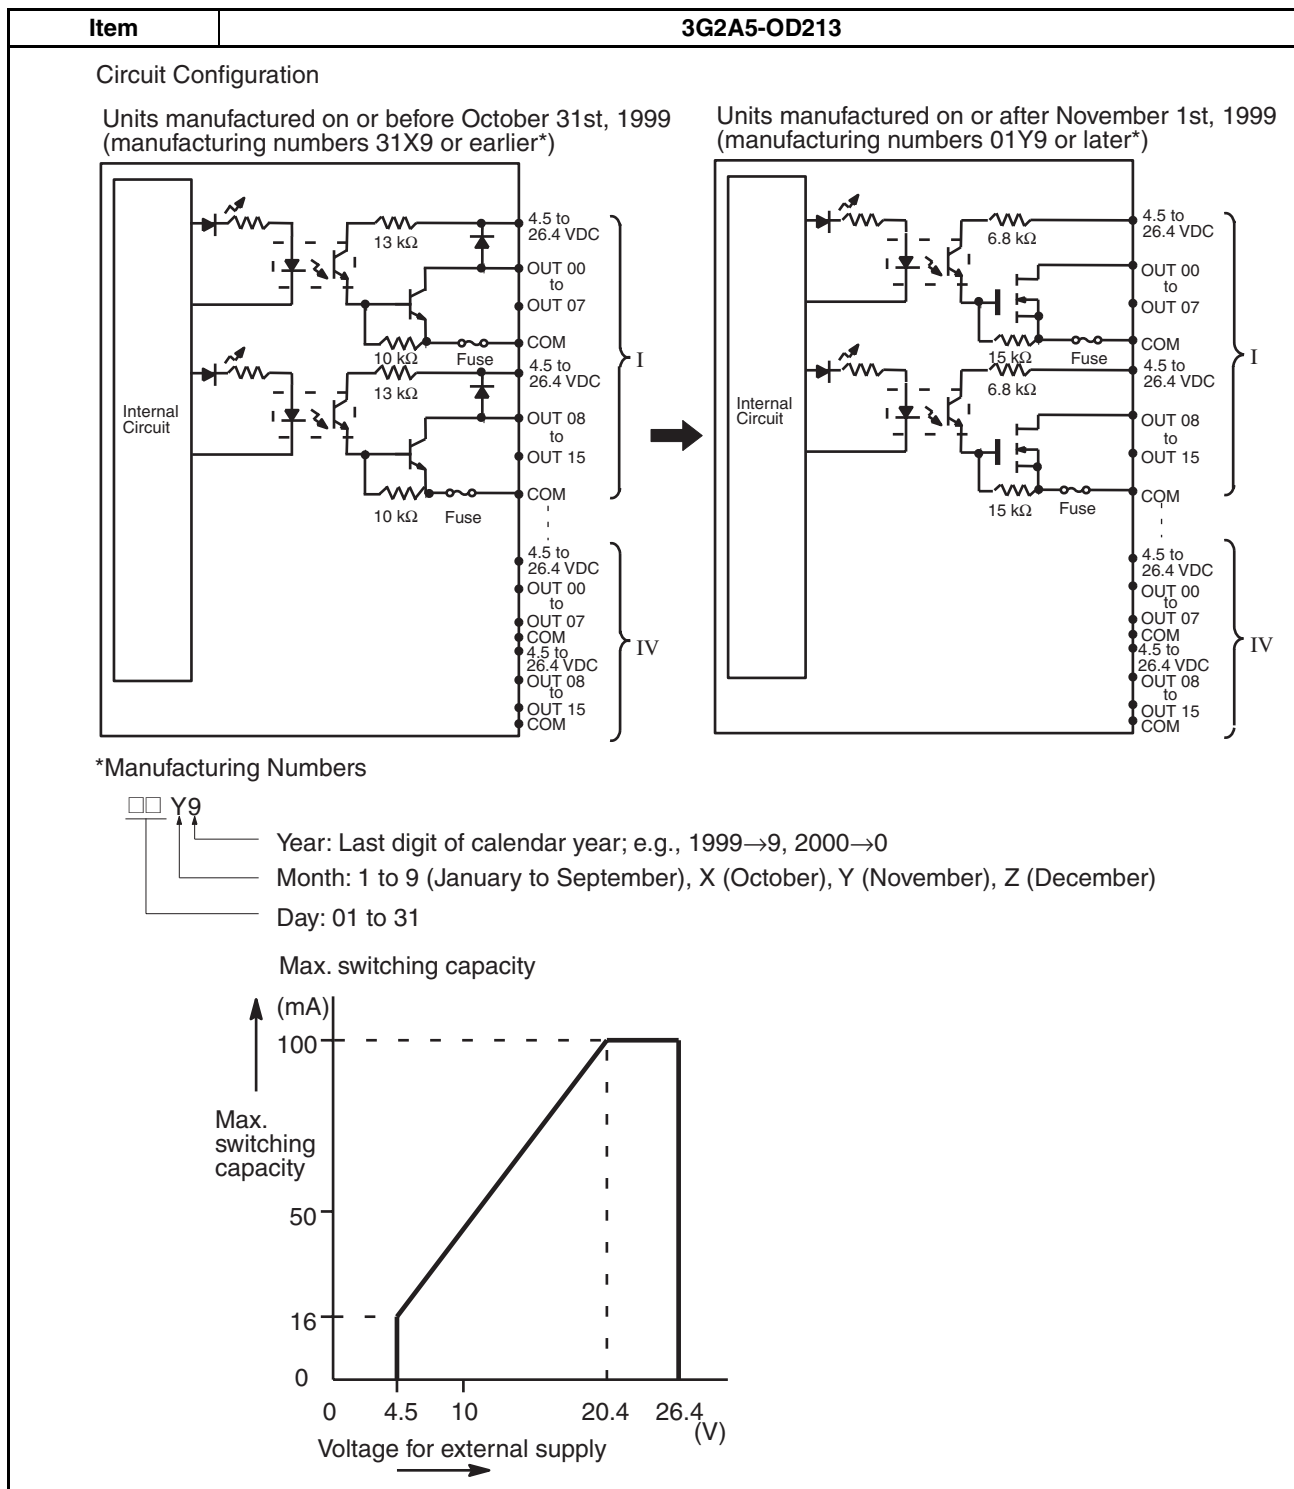 Item 3G2A5-OD213
Circuit Configuration
Units manufactured on or before October 31st, 1999
(manufacturing numbers 31X9 or earlier*)
Internal
Circuit
13 kΩ
10 kΩ
Fuse
13 kΩ
10 kΩ
Fuse
4.5 to
26.4 VDC
OUT 00
to
OUT 07
COM
4.5 to
26.4 VDC
OUT 08
to
OUT 15
COM
I
4.5 to
26.4 VDC
OUT 00
to
OUT 07
COM
4.5 to
26.4 VDC
OUT 08
to
OUT 15
COM
IV
Units manufactured on or after November 1st, 1999
(manufacturing numbers 01Y9 or later*)
Internal
Circuit
6.8 kΩ
15 kΩ
Fuse
6.8 kΩ
15 kΩ
Fuse
4.5 to
26.4 VDC
OUT 00
to
OUT 07
COM
4.5 to
26.4 VDC
OUT 08
to
OUT 15
COM
I
4.5 to
26.4 VDC
OUT 00
to
OUT 07
COM
4.5 to
26.4 VDC
OUT 08
to
OUT 15
COM
IV
*Manufacturing Numbers
□□ Y9
Year: Last digit of calendar year; e.g., 1999→9, 2000→0
Month: 1 to 9 (January to September), X (October), Y (November), Z (December)
Day: 01 to 31
Max. switching capacity
(mA)
100
Max.
switching
capacity
50
16
0
0 4.5 10 20.4 26.4
(V)
Voltage for external supply